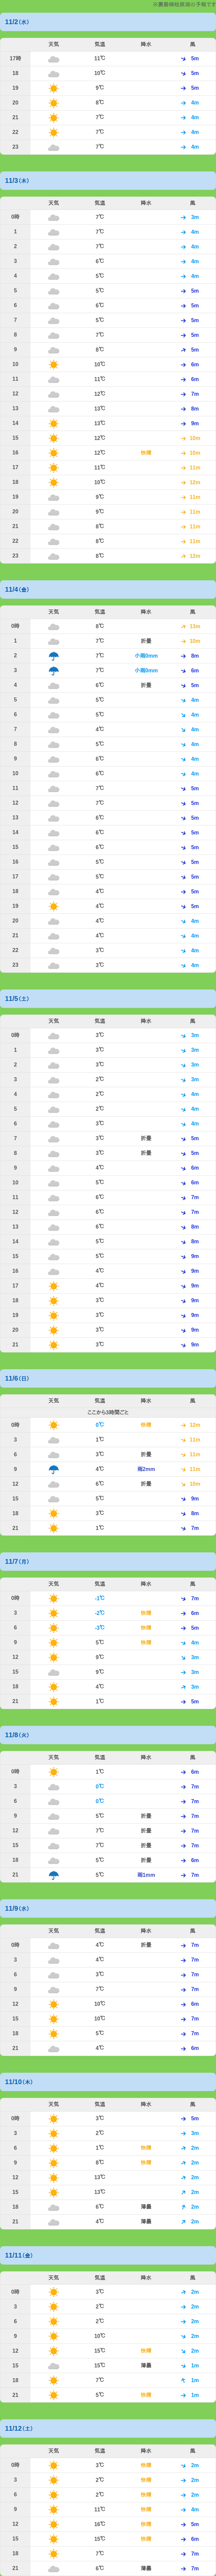 ※裏磐梯桧原湖の予報です
11/2(水)
天気 気温 降水 風
17時 11℃ 5m
18 10℃ 5m
19 9℃ 5m
20 8℃ 4m
21 7℃ 4m
22 7℃ 4m
23 7℃ 4m
11/3(木)
天気 気温 降水 風
0時 7℃ 3m
1 7℃ 4m
2 7℃ 4m
3 6℃ 4m
4 5℃ 4m
5 5℃ 5m
6 5℃ 5m
7 5℃ 5m
8 7℃ 5m
9 8℃ 5m
10 10℃ 6m
11 11℃ 6m
12 12℃ 7m
13 13℃ 8m
14 13℃ 9m
15 12℃ 10m
16 12℃ 快晴 10m
17 11℃ 11m
18 10℃ 12m
19 9℃ 11m
20 9℃ 11m
21 8℃ 11m
22 8℃ 11m
23 8℃ 12m
11/4(金)
天気 気温 降水 風
0時 8℃ 13m
1 7℃ 折曇 10m
2 7℃ 小雨0mm 8m
3 7℃ 小雨0mm 6m
4 6℃ 折曇 5m
5 5℃ 4m
6 5℃ 4m
7 4℃ 4m
8 5℃ 4m
9 6℃ 4m
10 6℃ 4m
11 7℃ 5m
12 7℃ 5m
13 6℃ 5m
14 6℃ 5m
15 6℃ 5m
16 5℃ 5m
17 5℃ 5m
18 4℃ 5m
19 4℃ 5m
20 4℃ 4m
21 4℃ 4m
22 3℃ 4m
23 3℃ 4m
11/5(土)
天気 気温 降水 風
0時 3℃ 3m
1 3℃ 3m
2 3℃ 3m
3 2℃ 3m
4 2℃ 4m
5 2℃ 4m
6 3℃ 4m
7 3℃ 折曇 5m
8 3℃ 折曇 5m
9 4℃ 6m
10 5℃ 6m
11 6℃ 7m
12 6℃ 7m
13 6℃ 8m
14 5℃ 8m
15 5℃ 9m
16 4℃ 9m
17 4℃ 9m
18 3℃ 9m
19 3℃ 9m
20 3℃ 9m
21 3℃ 9m
11/6(日)
天気 気温 降水 風
ここから3時間ごと
0時 0℃ 快晴 12m
3 1℃ 11m
6 3℃ 折曇 11m
9 4℃ 雨2mm 11m
12 6℃ 折曇 10m
15 5℃ 9m
18 3℃ 8m
21 1℃ 7m
11/7(月)
天気 気温 降水 風
0時 -1℃ 7m
3 -2℃ 快晴 6m
6 -3℃ 快晴 5m
9 5℃ 快晴 4m
12 9℃ 3m
15 9℃ 3m
18 4℃ 3m
21 1℃ 5m
11/8(火)
天気 気温 降水 風
0時 1℃ 6m
3 0℃ 7m
6 0℃ 7m
9 5℃ 折曇 7m
12 7℃ 折曇 7m
15 7℃ 折曇 7m
18 5℃ 折曇 6m
21 5℃ 雨1mm 7m
11/9(水)
天気 気温 降水 風
0時 4℃ 折曇 7m
3 4℃ 7m
6 3℃ 7m
9 7℃ 7m
12 10℃ 6m
15 10℃ 7m
18 5℃ 7m
21 4℃ 6m
11/10(木)
天気 気温 降水 風
0時 3℃ 5m
3 2℃ 3m
6 1℃ 快晴 2m
9 8℃ 快晴 2m
12 13℃ 2m
15 13℃ 2m
18 6℃ 薄曇 2m
21 4℃ 薄曇 2m
11/11(金)
天気 気温 降水 風
0時 3℃ 2m
3 2℃ 2m
6 2℃ 2m
9 10℃ 2m
12 15℃ 快晴 2m
15 15℃ 薄曇 1m
18 7℃ 1m
21 5℃ 快晴 1m
11/12(土)
天気 気温 降水 風
0時 3℃ 快晴 2m
3 2℃ 快晴 2m
6 2℃ 快晴 2m
9 11℃ 快晴 4m
12 16℃ 快晴 5m
15 15℃ 快晴 6m
18 7℃ 7m
21 6℃ 薄曇 7m